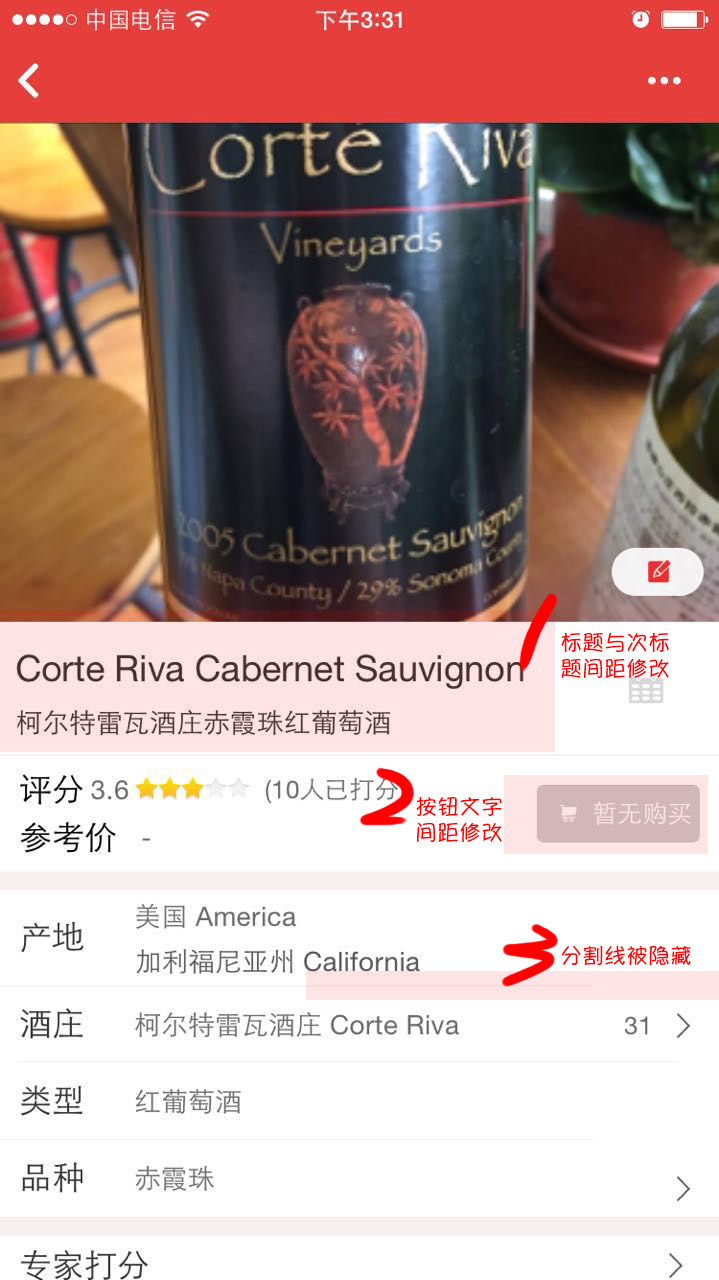 中国电信 下午3:31
Corte Riva
Vineyards
2005 Cabernet Sauvignon
Napa County / 29% Sonoma County
Corte Riva Cabernet Sauvignon
柯尔特雷瓦酒庄赤霞珠红葡萄酒
标题与次标
题间距修改
评分 3.6 (10人已打分
参考价 -
2 按钮文字
间距修改
暂无购买
产地
美国 America
加利福尼亚州 California
3 分割线被隐藏
酒庄 柯尔特雷瓦酒庄 Corte Riva 31
类型 红葡萄酒
品种 赤霞珠
专家打分